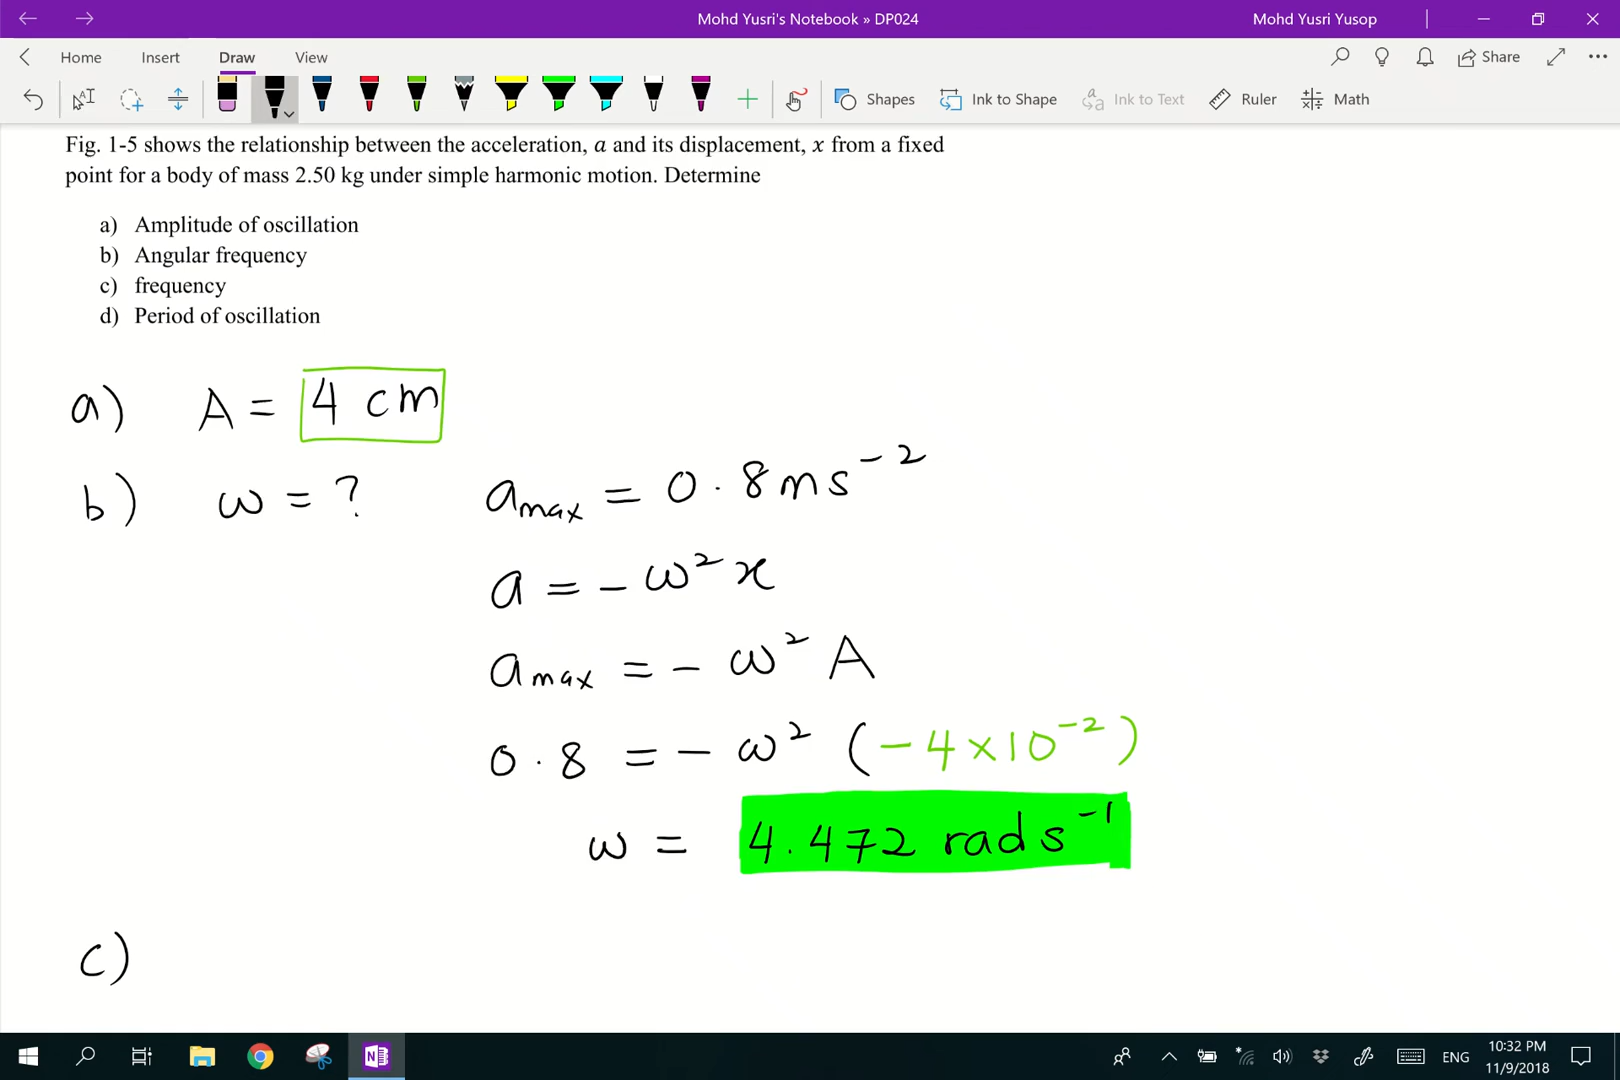 Mohd Yusri's Notebook » DP024
Mohd Yusri Yusop
Home Insert Draw View
Share
Shapes Ink to Shape Ink to Text Ruler Math
Fig. 1-5 shows the relationship between the acceleration, a and its displacement, x from a fixed
point for a body of mass 2.50 kg under simple harmonic motion. Determine
a) Amplitude of oscillation
b) Angular frequency
c) frequency
d) Period of oscillation
a) A = 4 cm
b) ω = ? a_max = 0.8 ms⁻²
a = - ω² x
a_max = - ω² A
0.8 = - ω² (-4 × 10⁻²)
ω = 4.472 rad s⁻¹
c)
ENG
10:32 PM
11/9/2018